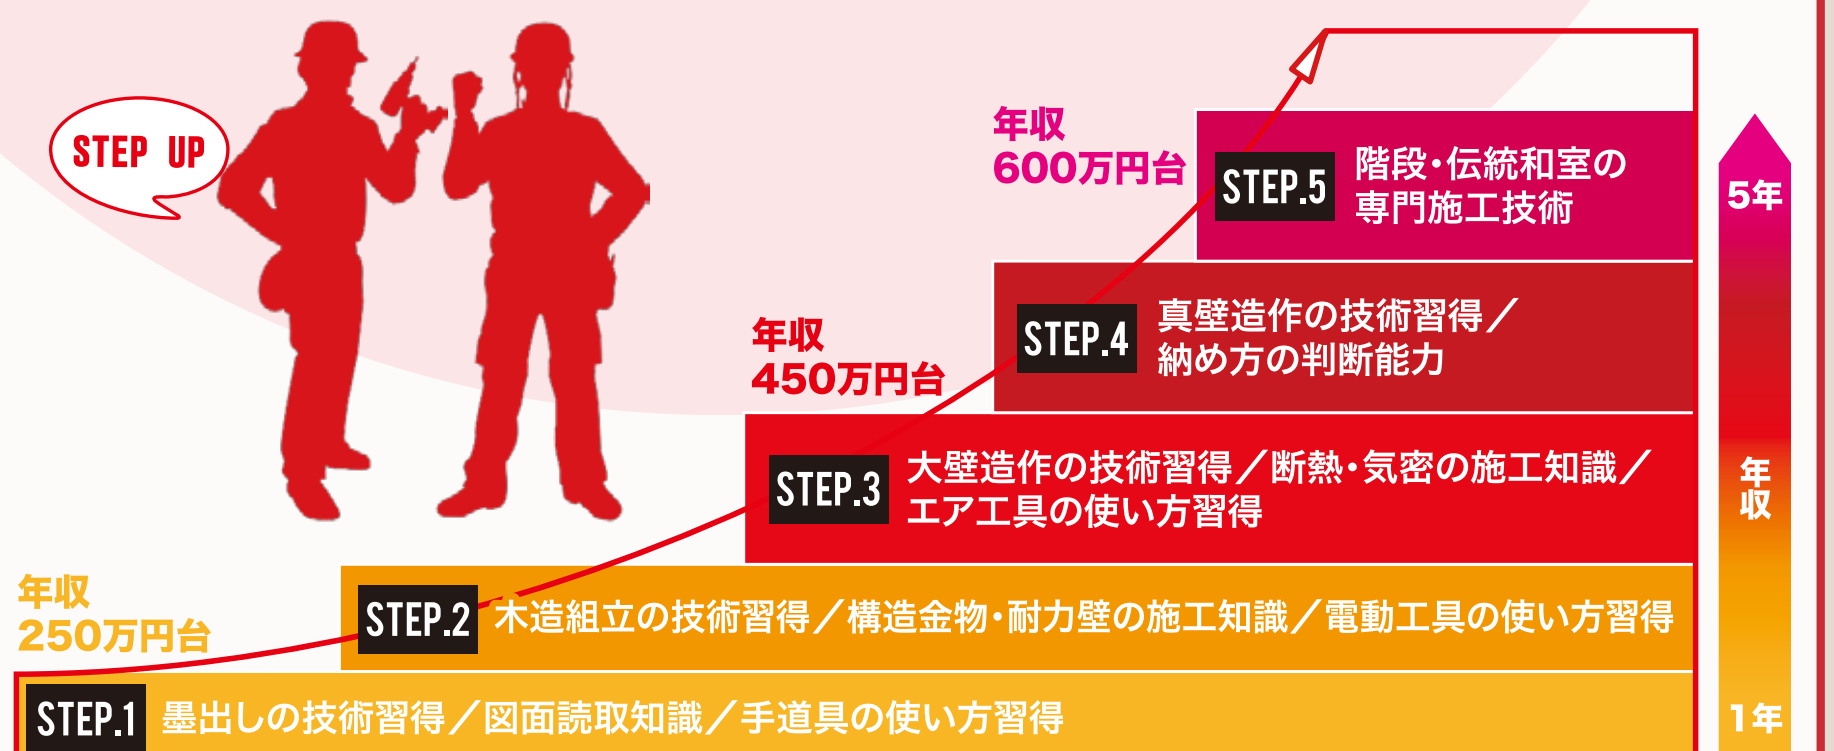 STEP UP
年収
600万円台
STEP.5
階段・伝統和室の
専門施工技術
5年
年収
450万円台
STEP.4
真壁造作の技術習得／
納め方の判断能力
STEP.3
大壁造作の技術習得／断熱・気密の施工知識／
エア工具の使い方習得
年収
年収
250万円台
STEP.2
木造組立の技術習得／構造金物・耐力壁の施工知識／電動工具の使い方習得
STEP.1
墨出しの技術習得／図面読取知識／手道具の使い方習得
1年